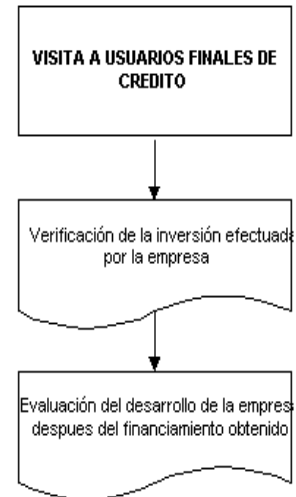 VISITA A USUARIOS FINALES DE
CREDITO
Verificación de la inversión efectuada
por la empresa
Evaluación del desarrollo de la empres
despues del financiamiento obtenido